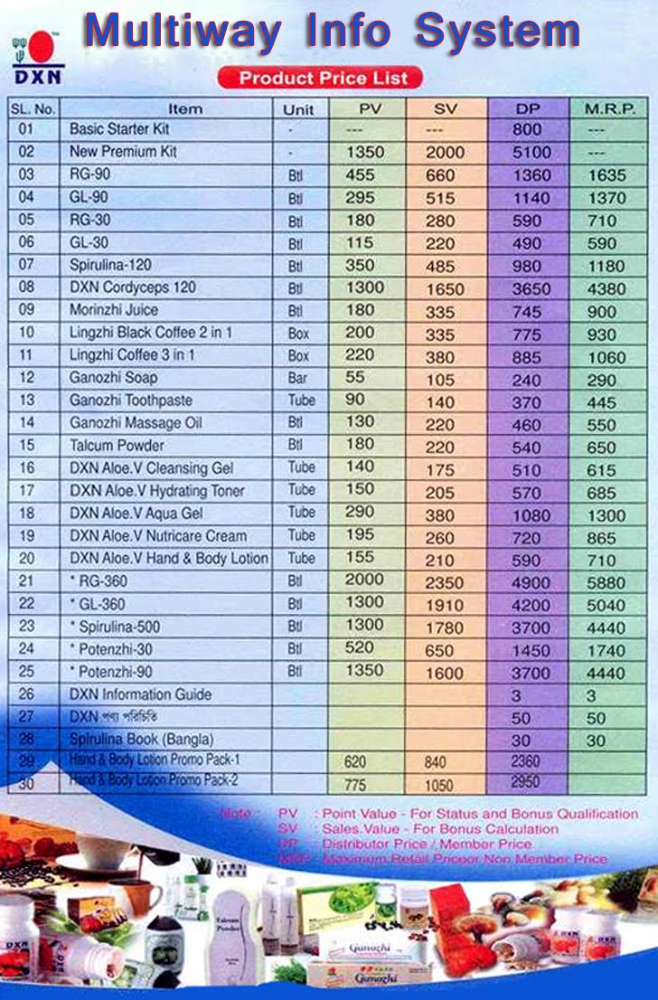 Multiway Info System
DXN
TM
Product Price List
SL. No. Item Unit PV SV DP M.R.P.
01 Basic Starter Kit - --- --- 800 ---
02 New Premium Kit - 1350 2000 5100 ---
03 RG-90 Btl 455 660 1360 1635
04 GL-90 Btl 295 515 1140 1370
05 RG-30 Btl 180 280 590 710
06 GL-30 Btl 115 220 490 590
07 Spirulina-120 Btl 350 485 980 1180
08 DXN Cordyceps 120 Btl 1300 1650 3650 4380
09 Morinzhi Juice Btl 180 335 745 900
10 Lingzhi Black Coffee 2 in 1 Box 200 335 775 930
11 Lingzhi Coffee 3 in 1 Box 220 380 885 1060
12 Ganozhi Soap Bar 55 105 240 290
13 Ganozhi Toothpaste Tube 90 140 370 445
14 Ganozhi Massage Oil Btl 130 220 460 550
15 Talcum Powder Btl 180 220 540 650
16 DXN Aloe.V Cleansing Gel Tube 140 175 510 615
17 DXN Aloe.V Hydrating Toner Tube 150 205 570 685
18 DXN Aloe.V Aqua Gel Tube 290 380 1080 1300
19 DXN Aloe.V Nutricare Cream Tube 195 260 720 865
20 DXN Aloe.V Hand & Body Lotion Tube 155 210 590 710
21 * RG-360 Btl 2000 2350 4900 5880
22 * GL-360 Btl 1300 1910 4200 5040
23 * Spirulina-500 Btl 1300 1780 3700 4440
24 * Potenzhi-30 Btl 520 650 1450 1740
25 * Potenzhi-90 Btl 1350 1600 3700 4440
26 DXN Information Guide 3 3
27 DXN পণ্য পরিচিতি 50 50
28 Spirulina Book (Bangla) 30 30
29 Hand & Body Lotion Promo Pack-1 620 840 2360
30 Hand & Body Lotion Promo Pack-2 775 1050 2950
Note : PV : Point Value - For Status and Bonus Qualification
SV : Sales Value - For Bonus Calculation
DP : Distributor Price / Member Price
MRP : Maximum Retail Priceor Non Member Price
Talcum
Powder
DXN
DXN
Ganozhi
Ganozhi
DXN
DXN